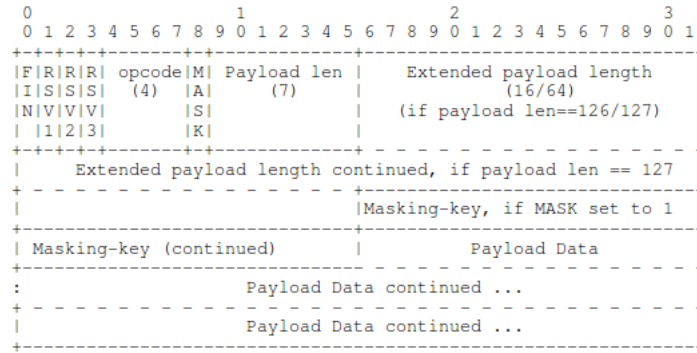 0                   1                   2                   3
 0 1 2 3 4 5 6 7 8 9 0 1 2 3 4 5 6 7 8 9 0 1 2 3 4 5 6 7 8 9 0 1
+-+-+-+-+-------+-+-------------+-------------------------------
|F|R|R|R| opcode|M| Payload len |    Extended payload length
|I|S|S|S|  (4)  |A|     (7)     |             (16/64)
|N|V|V|V|       |S|             |   (if payload len==126/127)
| |1|2|3|       |K|             |
+-+-+-+-+-------+-+-------------+ - - - - - - - - - - - - - - -
|     Extended payload length continued, if payload len == 127
+ - - - - - - - - - - - - - - - +-------------------------------
|                               |Masking-key, if MASK set to 1
+-------------------------------+-------------------------------
| Masking-key (continued)       |          Payload Data
+-------------------------------- - - - - - - - - - - - - - - -
:                     Payload Data continued ...
+ - - - - - - - - - - - - - - - - - - - - - - - - - - - - - - -
|                     Payload Data continued ...
+---------------------------------------------------------------